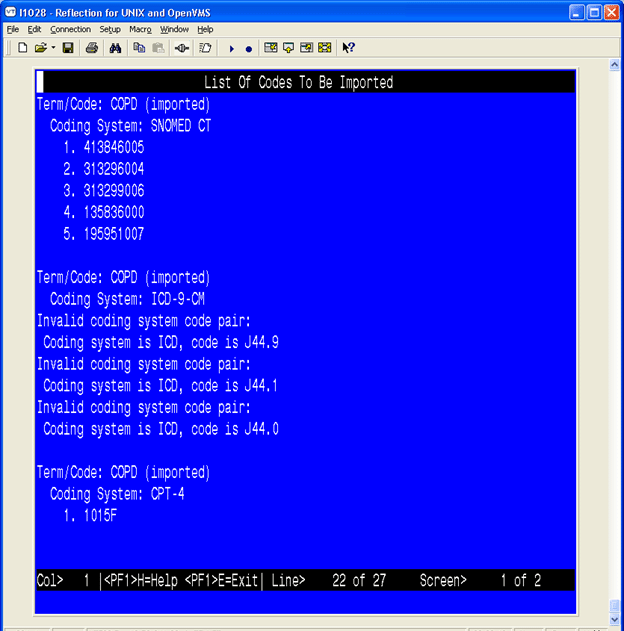 I1028 - Reflection for UNIX and OpenVMS
File Edit Connection Setup Macro Window Help
List Of Codes To Be Imported
Term/Code: COPD (imported)
Coding System: SNOMED CT
1. 413846005
2. 313296004
3. 313299006
4. 135836000
5. 195951007
Term/Code: COPD (imported)
Coding System: ICD-9-CM
Invalid coding system code pair:
Coding system is ICD, code is J44.9
Invalid coding system code pair:
Coding system is ICD, code is J44.1
Invalid coding system code pair:
Coding system is ICD, code is J44.0
Term/Code: COPD (imported)
Coding System: CPT-4
1. 1015F
Col> 1 |<PF1>H=Help <PF1>E=Exit| Line> 22 of 27 Screen> 1 of 2